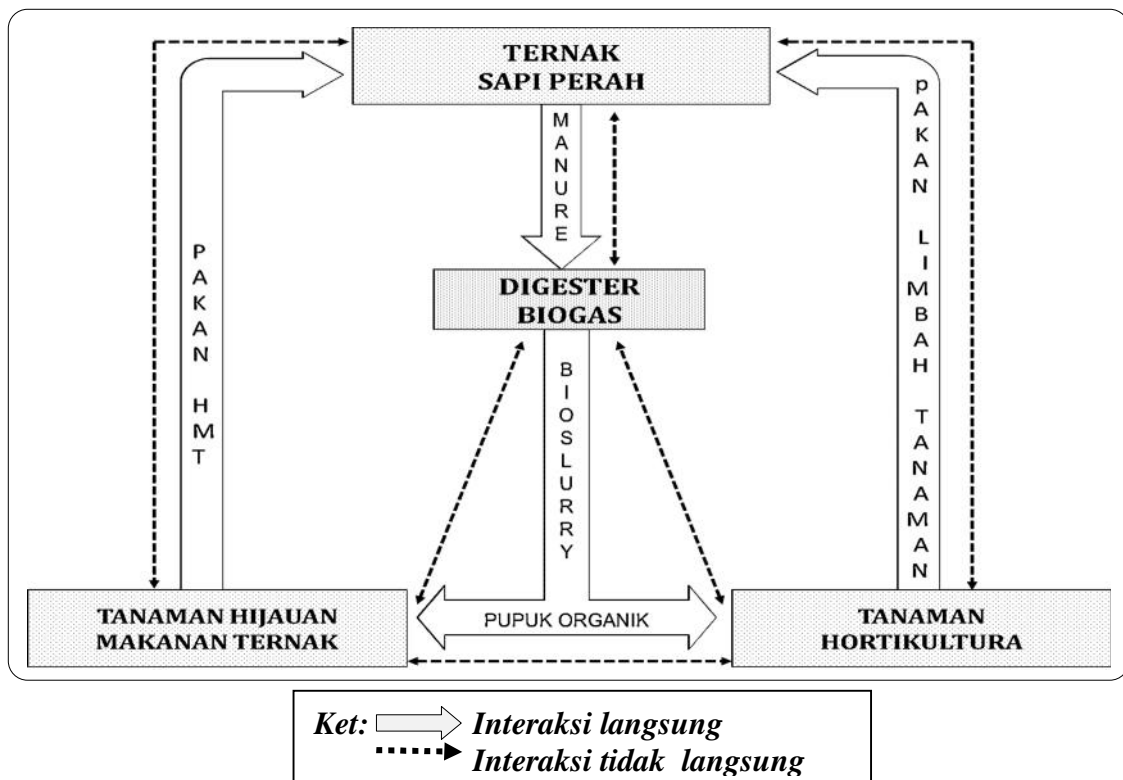 TERNAK
SAPI PERAH
MANURE
PAKAN HMT
pAKAN LIMBAH TANAMAN
DIGESTER
BIOGAS
BIOSLURRY
TANAMAN HIJAUAN
MAKANAN TERNAK
PUPUK ORGANIK
TANAMAN
HORTIKULTURA
Ket: Interaksi langsung
Interaksi tidak langsung